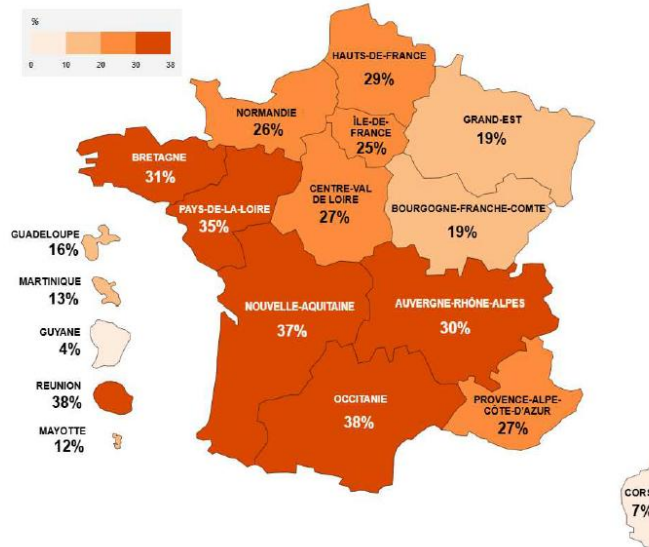 %
0 10 20 30 38
HAUTS-DE-FRANCE
29%
NORMANDIE
26%
ÎLE-DE-
FRANCE
25%
GRAND-EST
19%
BRETAGNE
31%
PAYS-DE-LA-LOIRE
35%
CENTRE-VAL
DE LOIRE
27%
BOURGOGNE-FRANCHE-COMTE
19%
GUADELOUPE
16%
MARTINIQUE
13%
GUYANE
4%
REUNION
38%
MAYOTTE
12%
NOUVELLE-AQUITAINE
37%
AUVERGNE-RHÔNE-ALPES
30%
OCCITANIE
38%
PROVENCE-ALPE-
CÔTE-D'AZUR
27%
CORS
7%